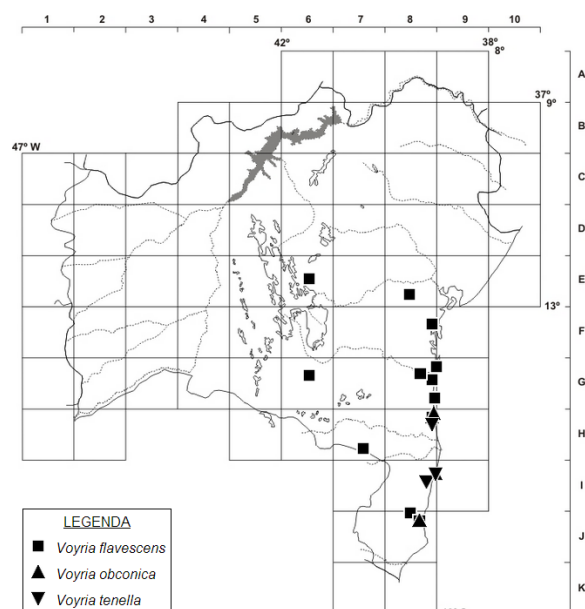 1 2 3 4 5 6 7 8 9 10
42° 38°
8°
A
37°
9°
B
47° W
C
D
E
13°
F
G
H
I
J
K
LEGENDA
Voyria flavescens
Voyria obconica
Voyria tenella